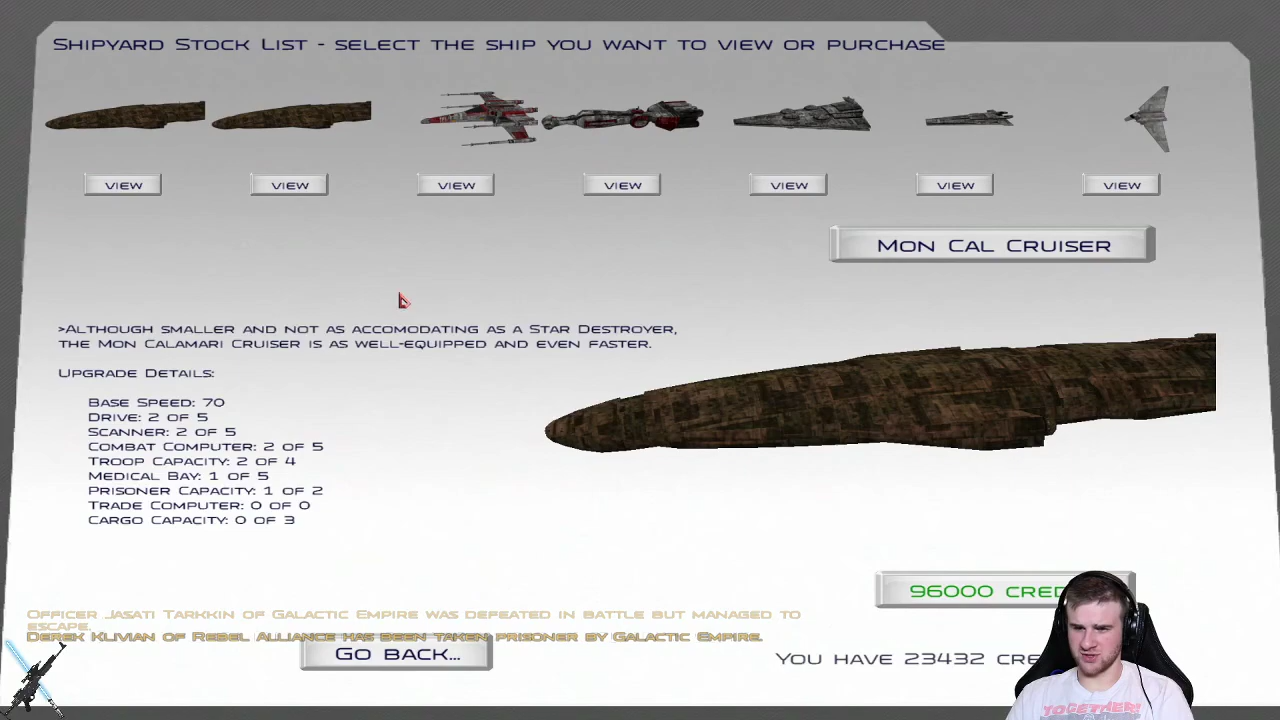 Shipyard Stock List - select the ship you want to view or purchase
view view view view view view view
Mon Cal Cruiser
>Although smaller and not as accomodating as a Star Destroyer,
the Mon Calamari Cruiser is as well-equipped and even faster.
Upgrade Details:
Base Speed: 70
Drive: 2 of 5
Scanner: 2 of 5
Combat Computer: 2 of 5
Troop Capacity: 2 of 4
Medical Bay: 1 of 5
Prisoner Capacity: 1 of 2
Trade Computer: 0 of 0
Cargo Capacity: 0 of 3
96000 cred
Officer Jasati Tarkkin of Galactic Empire was defeated in battle but managed to
escape.
Derek Klivian of Rebel Alliance has been taken prisoner by Galactic Empire.
Go back...
You have 23432 cre
TOGETHER!